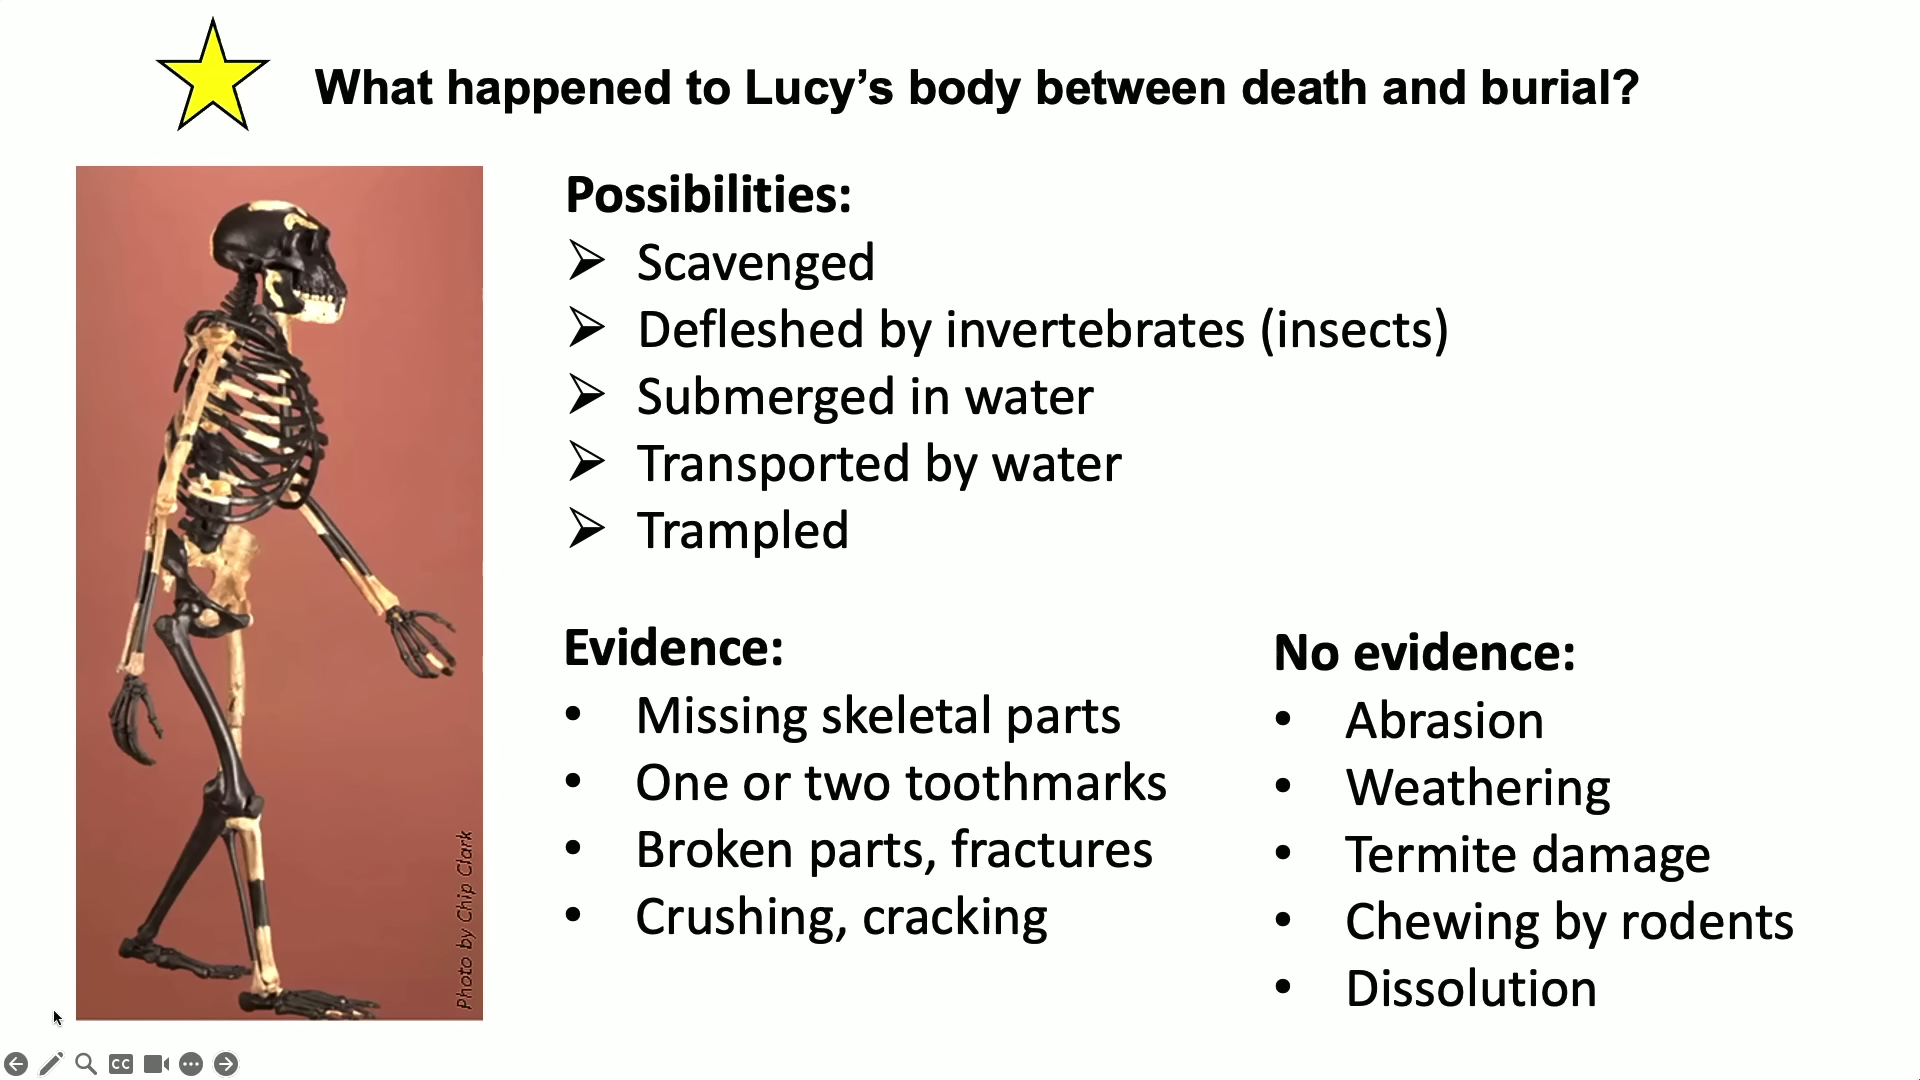 What happened to Lucy’s body between death and burial?
Possibilities:
➢ Scavenged
➢ Defleshed by invertebrates (insects)
➢ Submerged in water
➢ Transported by water
➢ Trampled
Evidence:
• Missing skeletal parts
• One or two toothmarks
• Broken parts, fractures
• Crushing, cracking
No evidence:
• Abrasion
• Weathering
• Termite damage
• Chewing by rodents
• Dissolution
Photo by Chip Clark
CC